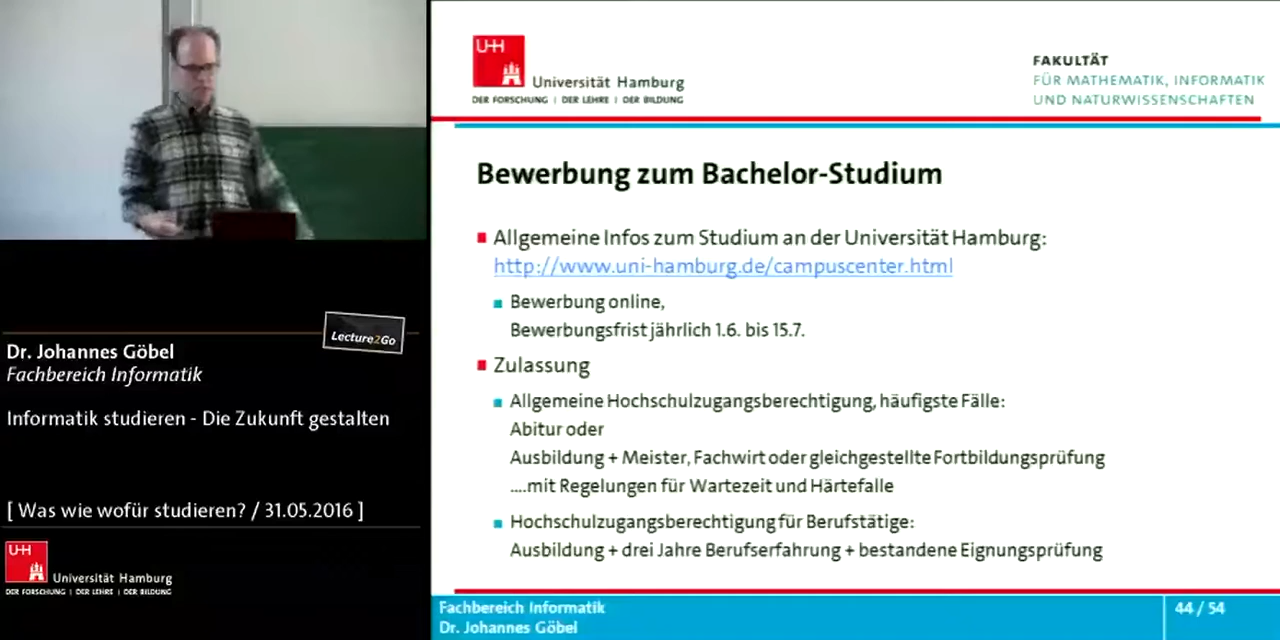 UHH
Universität Hamburg
DER FORSCHUNG | DER LEHRE | DER BILDUNG
FAKULTÄT
FÜR MATHEMATIK, INFORMATIK
UND NATURWISSENSCHAFTEN
Bewerbung zum Bachelor-Studium
Allgemeine Infos zum Studium an der Universität Hamburg:
http://www.uni-hamburg.de/campuscenter.html
Bewerbung online,
Bewerbungsfrist jährlich 1.6. bis 15.7.
Zulassung
Allgemeine Hochschulzugangsberechtigung, häufigste Fälle:
Abitur oder
Ausbildung + Meister, Fachwirt oder gleichgestellte Fortbildungsprüfung
....mit Regelungen für Wartezeit und Härtefalle
Hochschulzugangsberechtigung für Berufstätige:
Ausbildung + drei Jahre Berufserfahrung + bestandene Eignungsprüfung
Fachbereich Informatik
Dr. Johannes Göbel
44 / 54
Lecture2Go
Dr. Johannes Göbel
Fachbereich Informatik
Informatik studieren - Die Zukunft gestalten
[ Was wie wofür studieren? / 31.05.2016 ]
UHH
Universität Hamburg
DER FORSCHUNG | DER LEHRE | DER BILDUNG